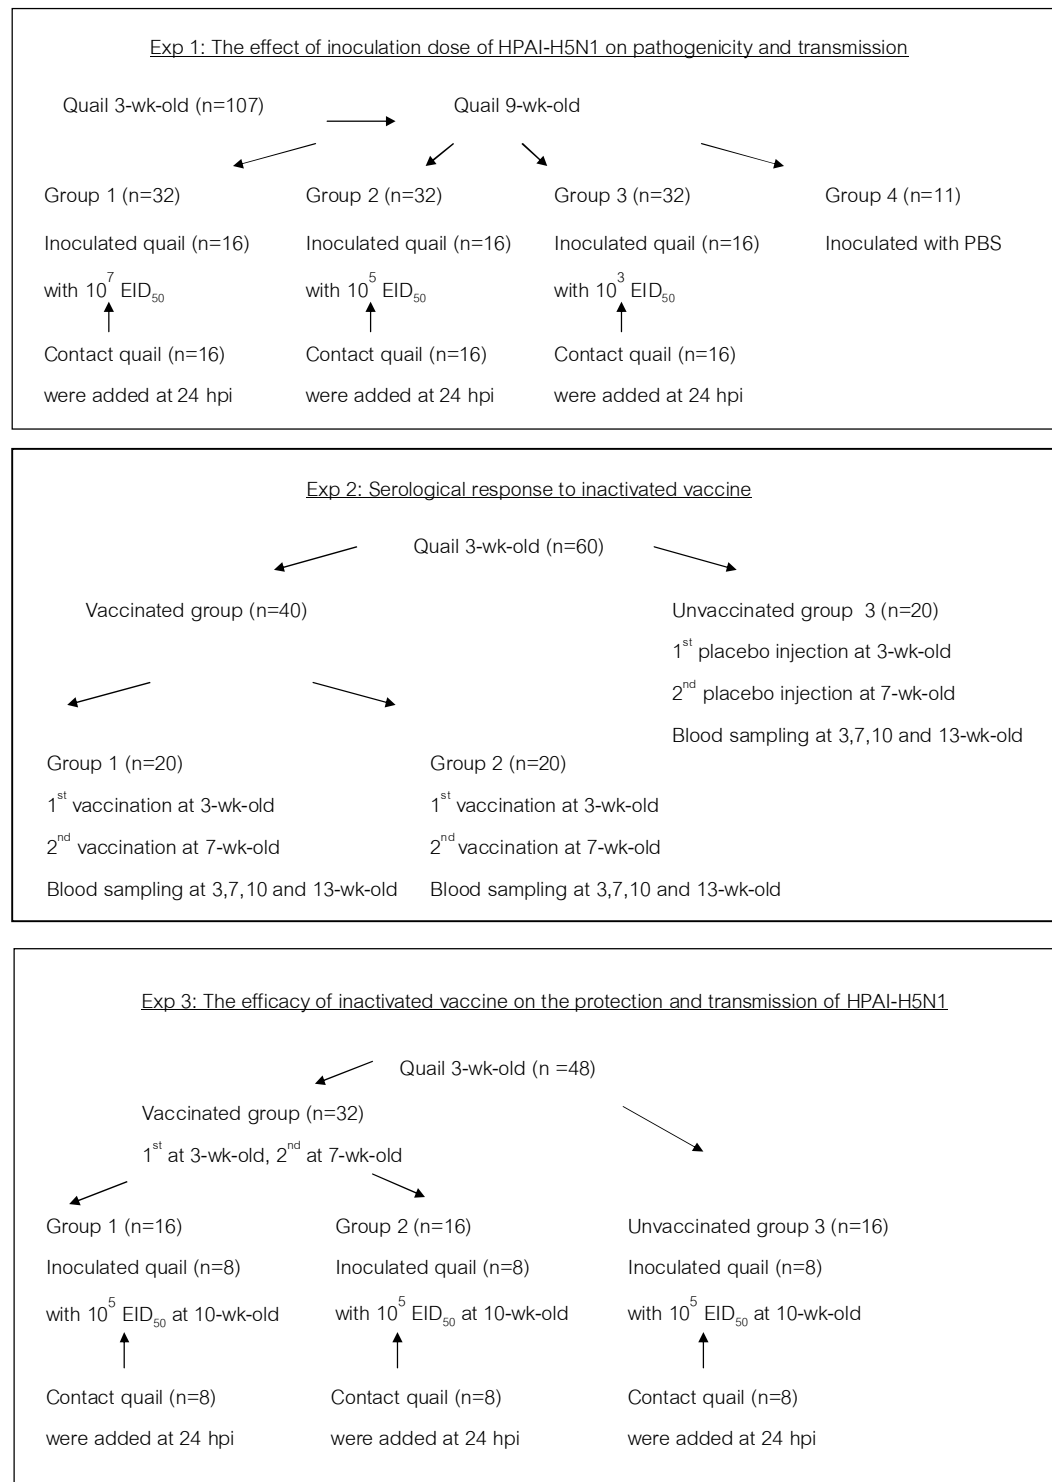 Exp 1: The effect of inoculation dose of HPAI-H5N1 on pathogenicity and transmission
Quail 3-wk-old (n=107)
Quail 9-wk-old
Group 1 (n=32)
Inoculated quail (n=16)
with 10^7 EID_50
Contact quail (n=16)
were added at 24 hpi
Group 2 (n=32)
Inoculated quail (n=16)
with 10^5 EID_50
Contact quail (n=16)
were added at 24 hpi
Group 3 (n=32)
Inoculated quail (n=16)
with 10^3 EID_50
Contact quail (n=16)
were added at 24 hpi
Group 4 (n=11)
Inoculated with PBS
Exp 2: Serological response to inactivated vaccine
Quail 3-wk-old (n=60)
Vaccinated group (n=40)
Group 1 (n=20)
1st vaccination at 3-wk-old
2nd vaccination at 7-wk-old
Blood sampling at 3,7,10 and 13-wk-old
Group 2 (n=20)
1st vaccination at 3-wk-old
2nd vaccination at 7-wk-old
Blood sampling at 3,7,10 and 13-wk-old
Unvaccinated group 3 (n=20)
1st placebo injection at 3-wk-old
2nd placebo injection at 7-wk-old
Blood sampling at 3,7,10 and 13-wk-old
Exp 3: The efficacy of inactivated vaccine on the protection and transmission of HPAI-H5N1
Quail 3-wk-old (n =48)
Vaccinated group (n=32)
1st at 3-wk-old, 2nd at 7-wk-old
Group 1 (n=16)
Inoculated quail (n=8)
with 10^5 EID_50 at 10-wk-old
Contact quail (n=8)
were added at 24 hpi
Group 2 (n=16)
Inoculated quail (n=8)
with 10^5 EID_50 at 10-wk-old
Contact quail (n=8)
were added at 24 hpi
Unvaccinated group 3 (n=16)
Inoculated quail (n=8)
with 10^5 EID_50 at 10-wk-old
Contact quail (n=8)
were added at 24 hpi